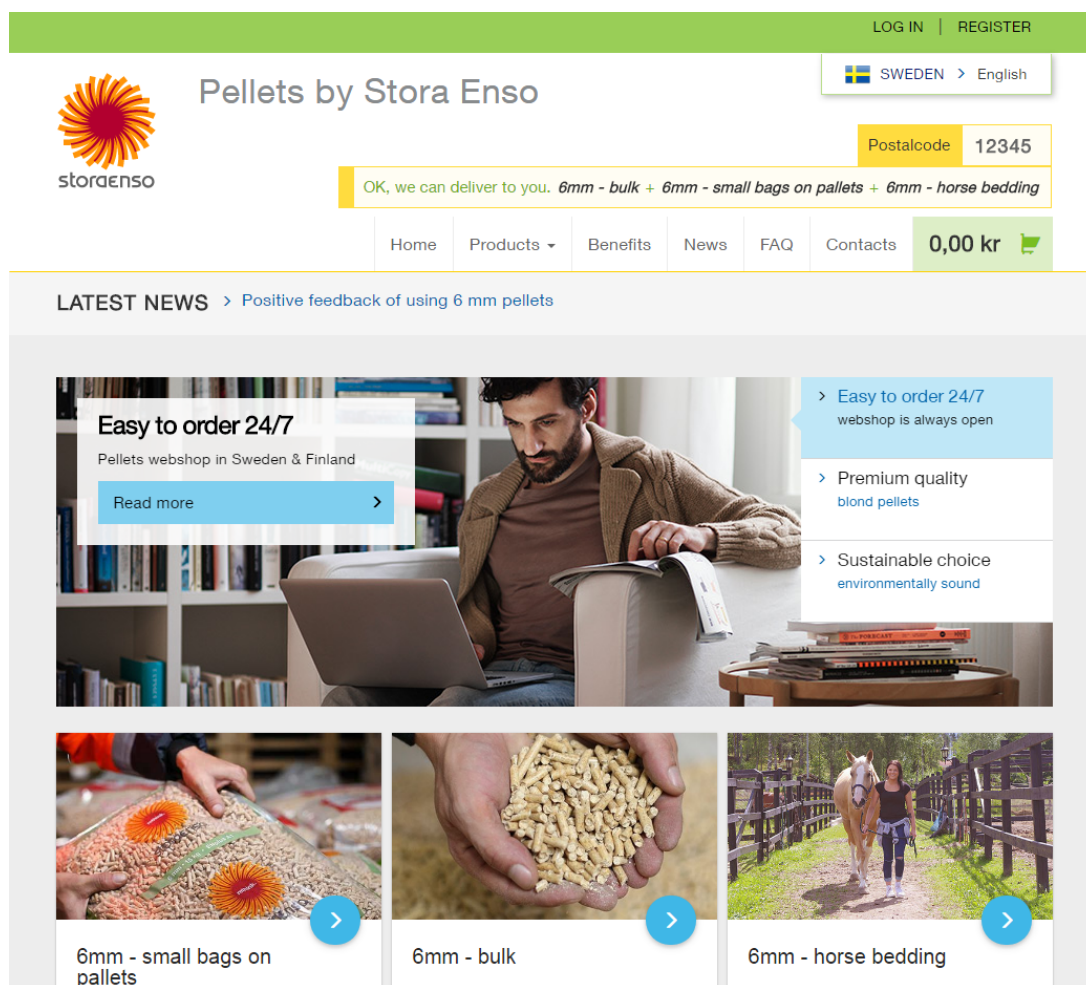 LOG IN | REGISTER
SWEDEN > English
Pellets by Stora Enso
storaenso
Postalcode 12345
OK, we can deliver to you. 6mm - bulk + 6mm - small bags on pallets + 6mm - horse bedding
Home Products Benefits News FAQ Contacts 0,00 kr
LATEST NEWS > Positive feedback of using 6 mm pellets
Easy to order 24/7
Pellets webshop in Sweden & Finland
Read more >
> Easy to order 24/7
webshop is always open
> Premium quality
blond pellets
> Sustainable choice
environmentally sound
6mm - small bags on
pallets
6mm - bulk
6mm - horse bedding